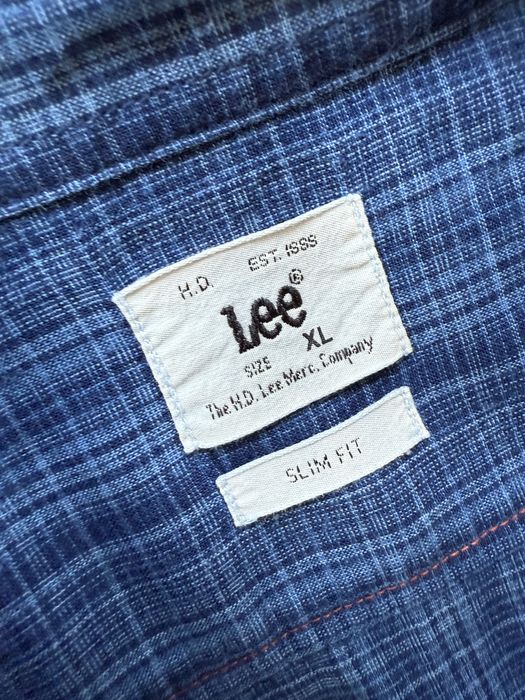 H.D. EST. 1889
Lee®
SIZE XL
The H.D. Lee Merc. Company
SLIM FIT